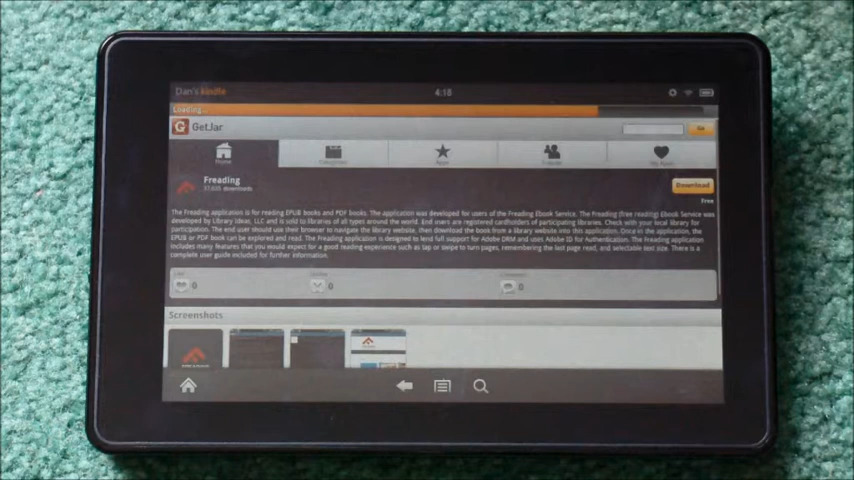 Dan's kindle 4:18
Loading...
GetJar Go
Home Categories Apps My Apps
Freading
downloads
Download
Free
The Freading application is for reading EPUB books and PDF books. The application was developed for users of the Freading Ebook Service. The Freading (free reading) Ebook Service was
developed by Library Ideas, LLC and is sold to libraries of all types around the world. End users are registered cardholders of participating libraries. Check with your local library for
participation. The end user should use their browser to navigate the library website, then download the book from a library website into this application. Once in the application, the
EPUB or PDF book can be explored and read. The Freading application is designed to lend full support for Adobe DRM and uses Adobe ID for Authentication. The Freading application
includes many features that you would expect for a good reading experience such as tap or swipe to turn pages, remembering the last page read, and selectable text size. There is a
complete user guide included for further information.
0 0 0
Screenshots